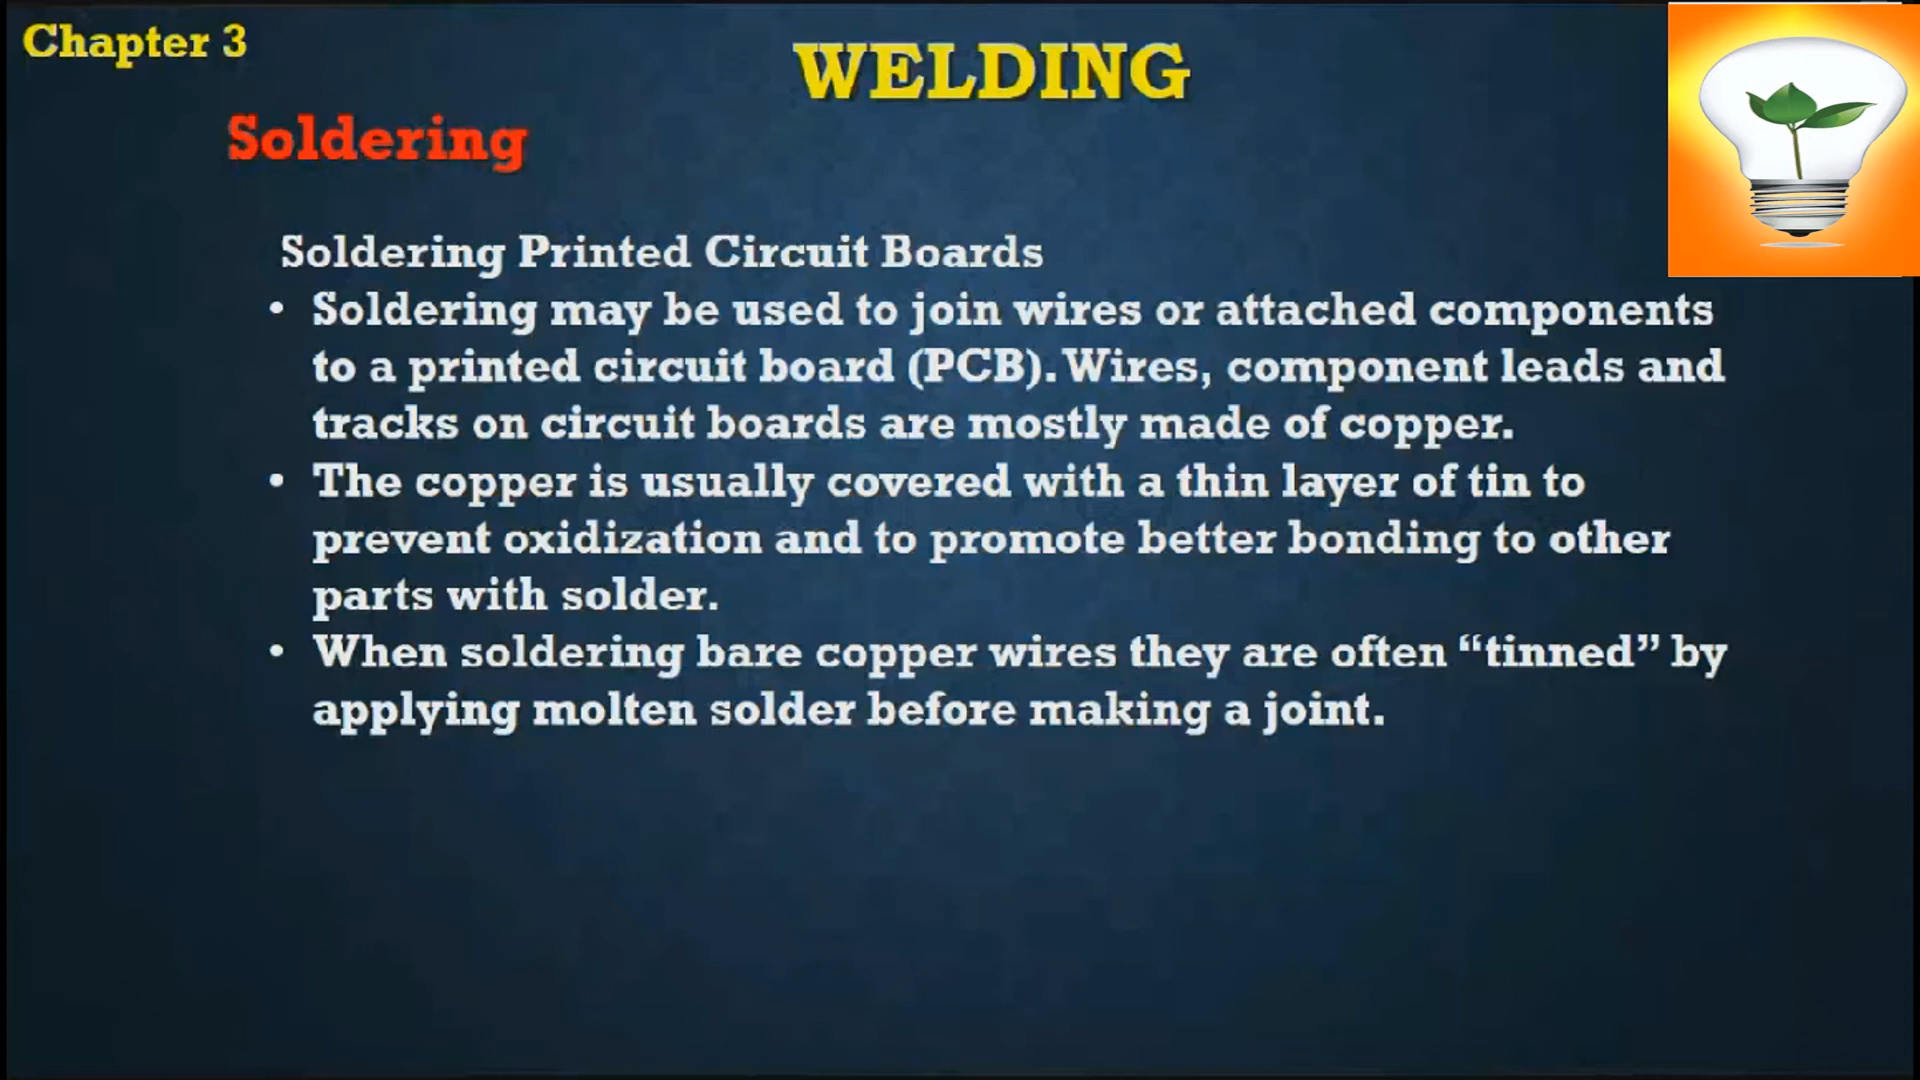 Chapter 3
WELDING
Soldering
Soldering Printed Circuit Boards
• Soldering may be used to join wires or attached components
to a printed circuit board (PCB). Wires, component leads and
tracks on circuit boards are mostly made of copper.
• The copper is usually covered with a thin layer of tin to
prevent oxidization and to promote better bonding to other
parts with solder.
• When soldering bare copper wires they are often “tinned” by
applying molten solder before making a joint.